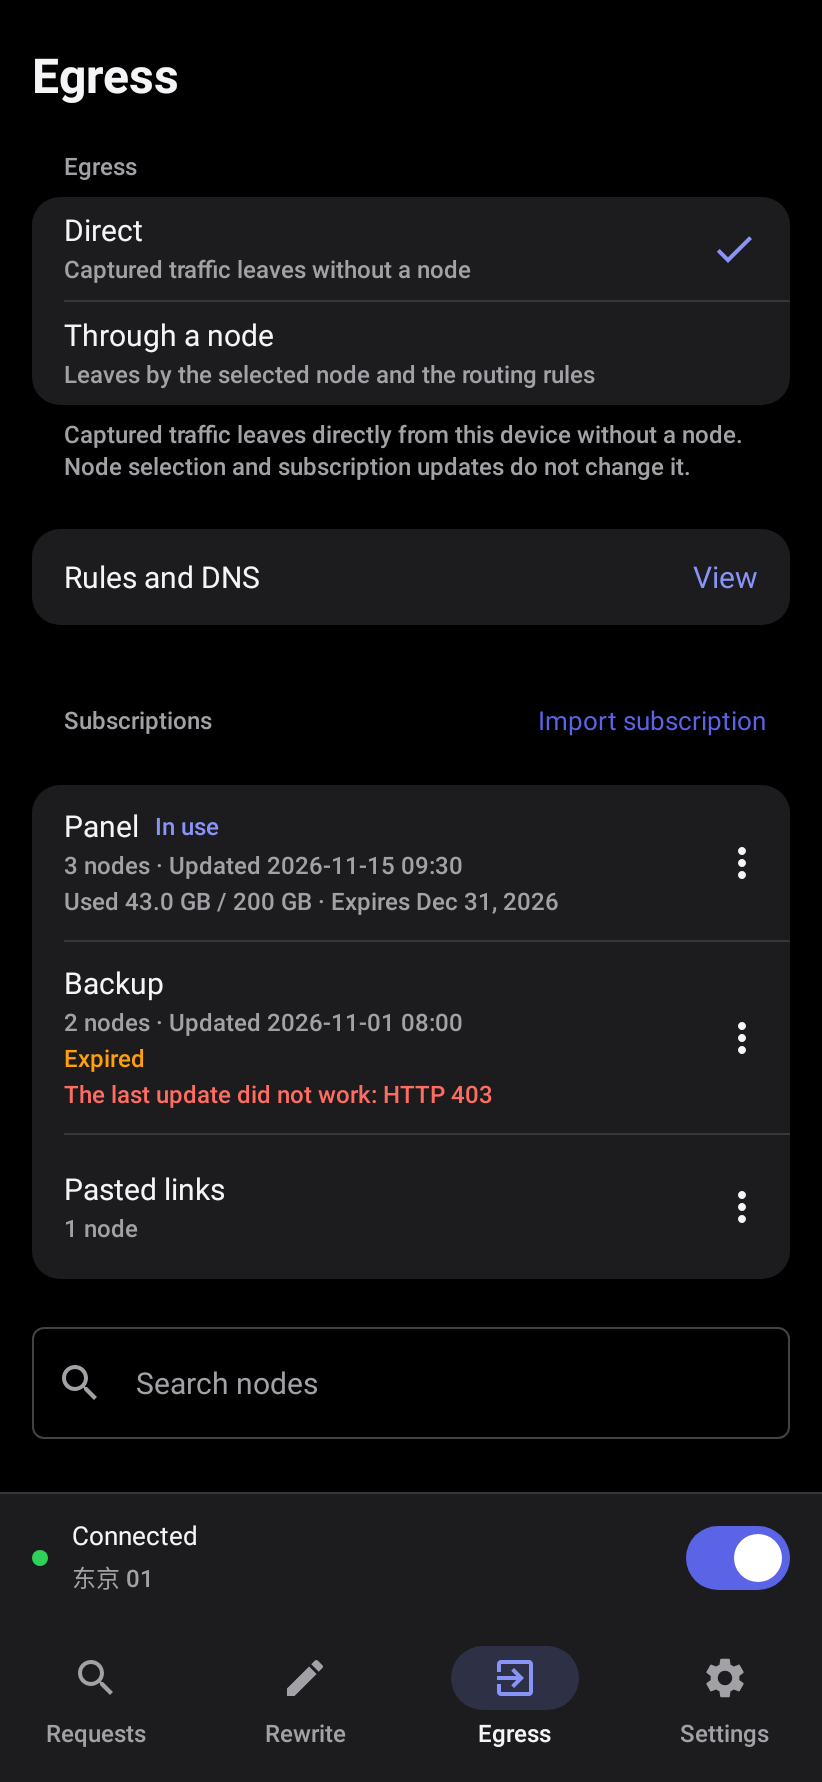 Egress
Egress
Direct
Captured traffic leaves without a node
Through a node
Leaves by the selected node and the routing rules
Captured traffic leaves directly from this device without a node.
Node selection and subscription updates do not change it.
Rules and DNS
View
Subscriptions
Import subscription
Panel In use
3 nodes · Updated 2026-11-15 09:30
Used 43.0 GB / 200 GB · Expires Dec 31, 2026
Backup
2 nodes · Updated 2026-11-01 08:00
Expired
The last update did not work: HTTP 403
Pasted links
1 node
Search nodes
Connected
东京 01
Requests
Rewrite
Egress
Settings